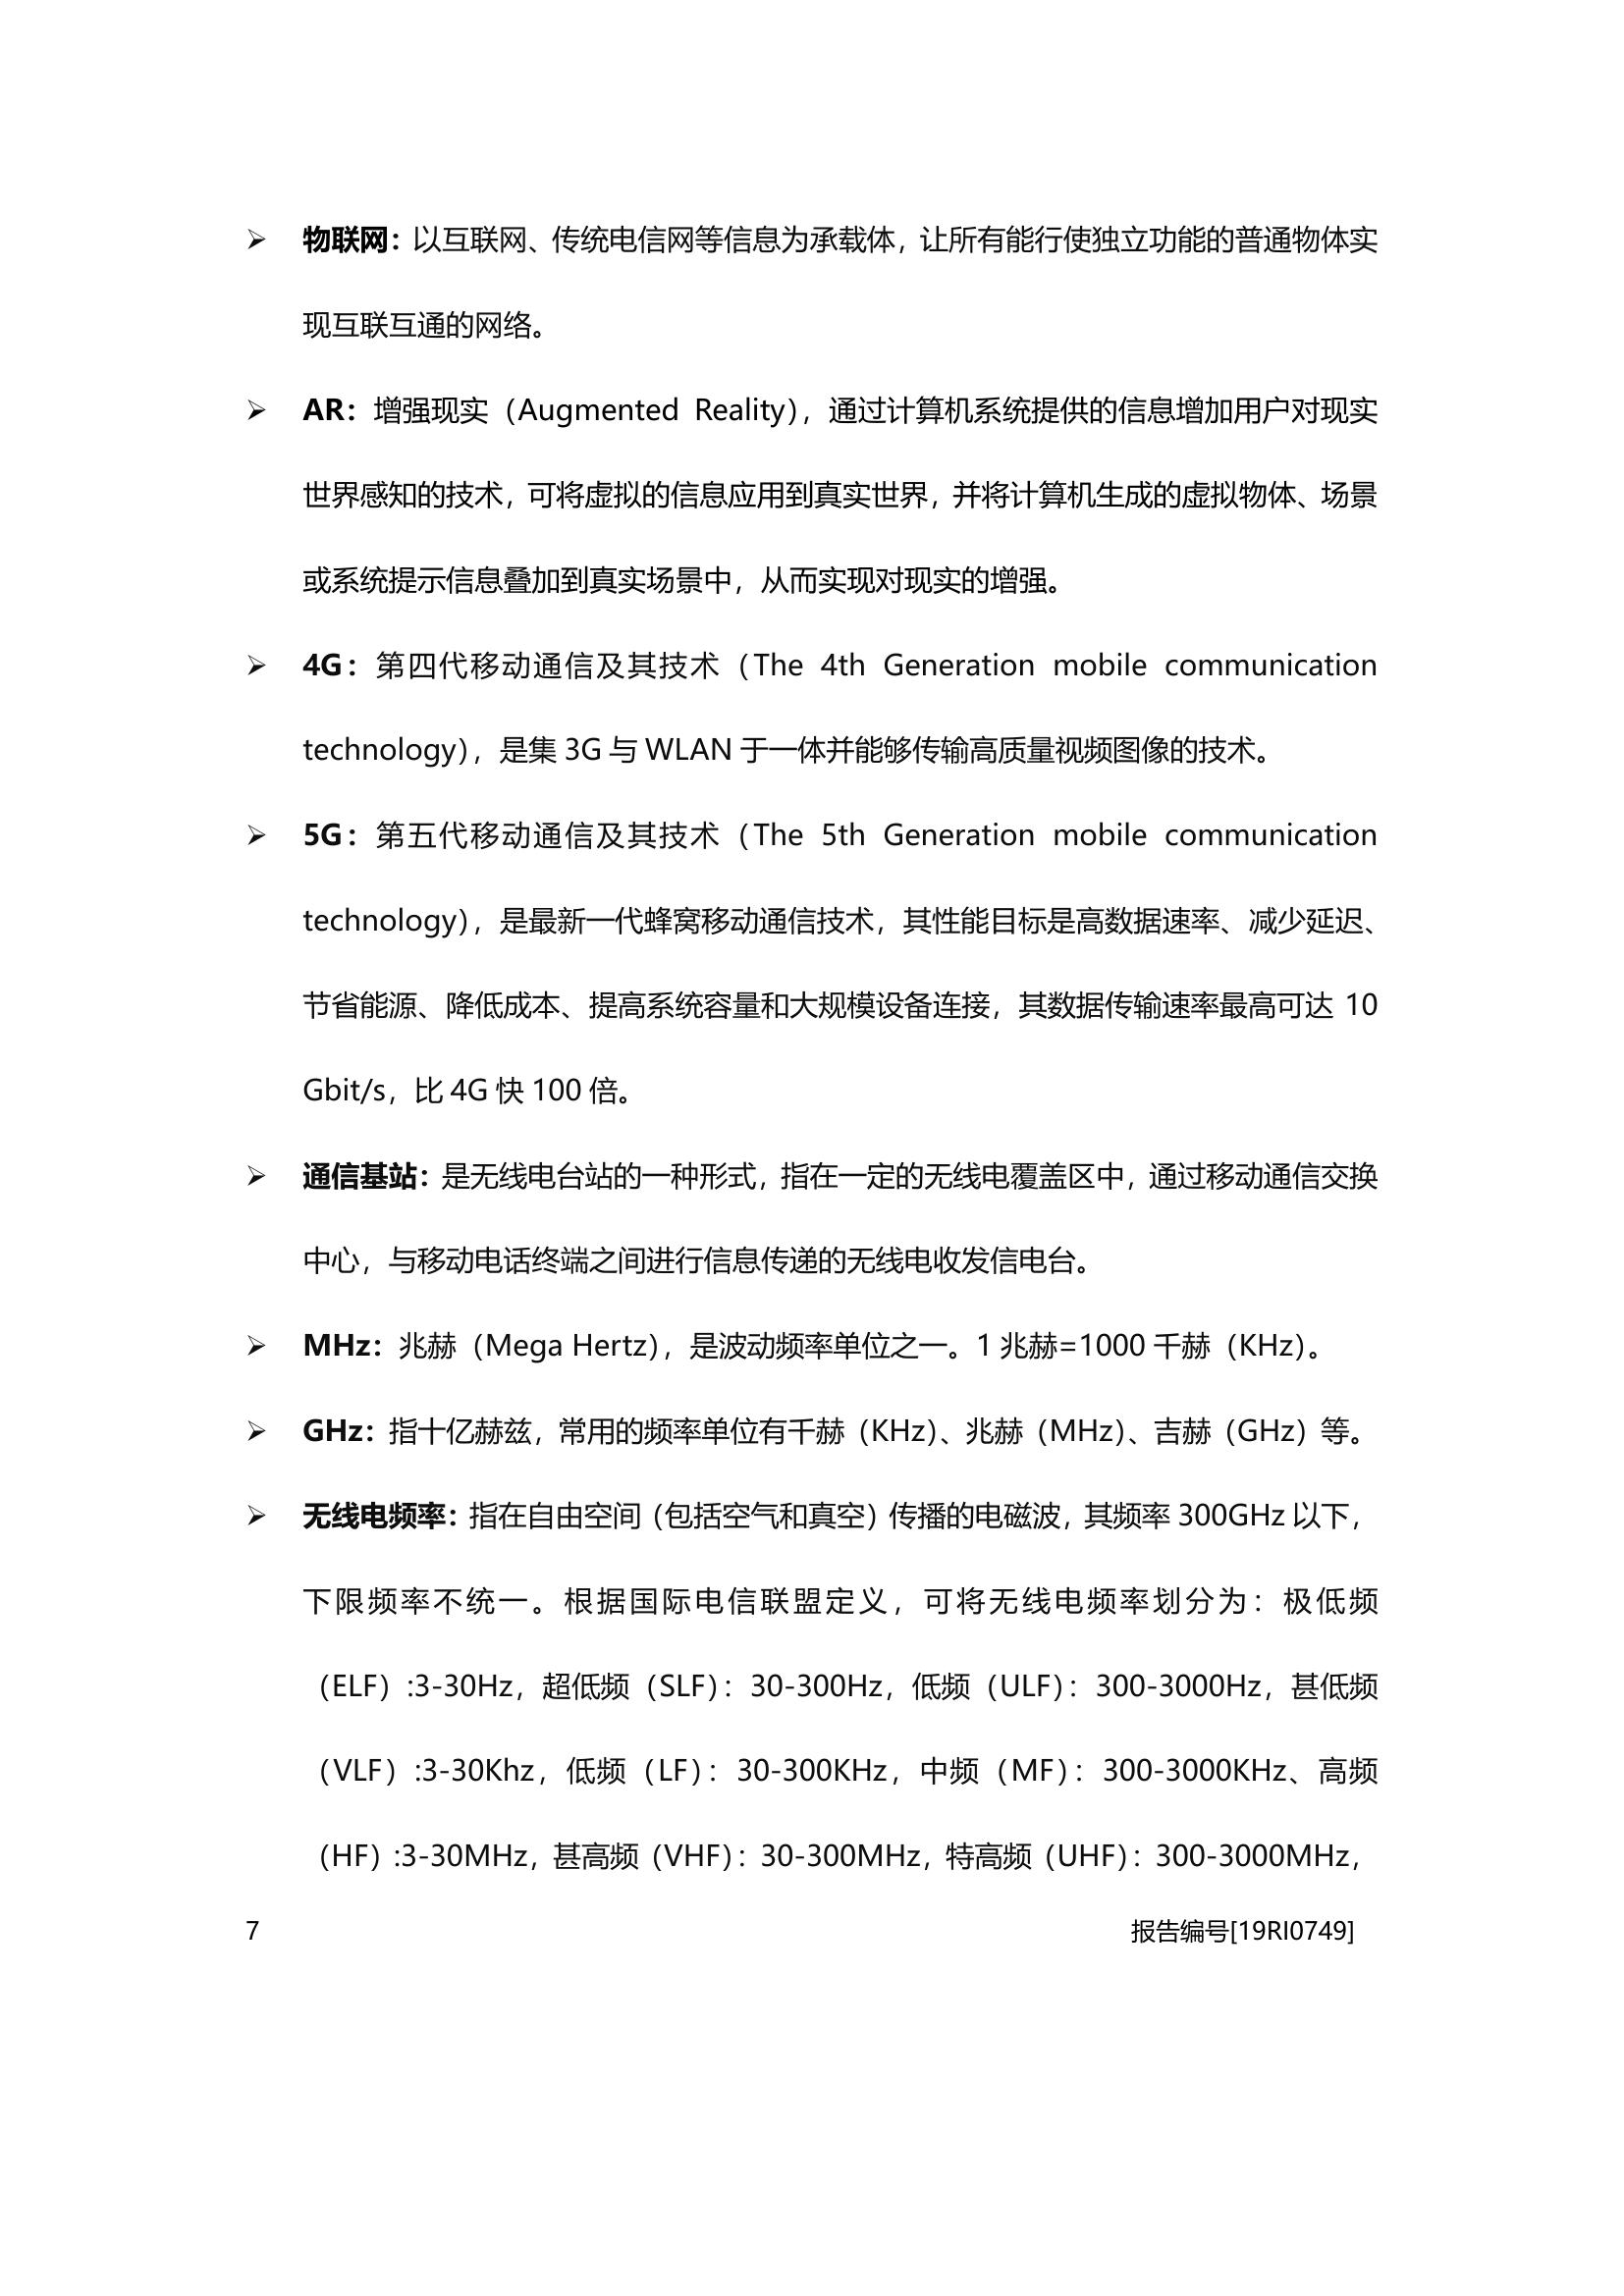 ➢ 物联网：以互联网、传统电信网等信息为承载体，让所有能行使独立功能的普通物体实
现互联互通的网络。
➢ AR：增强现实（Augmented Reality），通过计算机系统提供的信息增加用户对现实
世界感知的技术，可将虚拟的信息应用到真实世界，并将计算机生成的虚拟物体、场景
或系统提示信息叠加到真实场景中，从而实现对现实的增强。
➢ 4G：第四代移动通信及其技术（The 4th Generation mobile communication
technology），是集 3G 与 WLAN 于一体并能够传输高质量视频图像的技术。
➢ 5G：第五代移动通信及其技术（The 5th Generation mobile communication
technology），是最新一代蜂窝移动通信技术，其性能目标是高数据速率、减少延迟、
节省能源、降低成本、提高系统容量和大规模设备连接，其数据传输速率最高可达 10
Gbit/s，比 4G 快 100 倍。
➢ 通信基站：是无线电台站的一种形式，指在一定的无线电覆盖区中，通过移动通信交换
中心，与移动电话终端之间进行信息传递的无线电收发信电台。
➢ MHz：兆赫（Mega Hertz），是波动频率单位之一。1 兆赫=1000 千赫（KHz）。
➢ GHz：指十亿赫兹，常用的频率单位有千赫（KHz）、兆赫（MHz）、吉赫（GHz）等。
➢ 无线电频率：指在自由空间（包括空气和真空）传播的电磁波，其频率 300GHz 以下，
下限频率不统一。根据国际电信联盟定义，可将无线电频率划分为：极低频
（ELF）:3-30Hz，超低频（SLF）：30-300Hz，低频（ULF）：300-3000Hz，甚低频
（VLF）:3-30Khz，低频（LF）：30-300KHz，中频（MF）：300-3000KHz、高频
（HF）:3-30MHz，甚高频（VHF）：30-300MHz，特高频（UHF）：300-3000MHz，
7 报告编号[19RI0749]